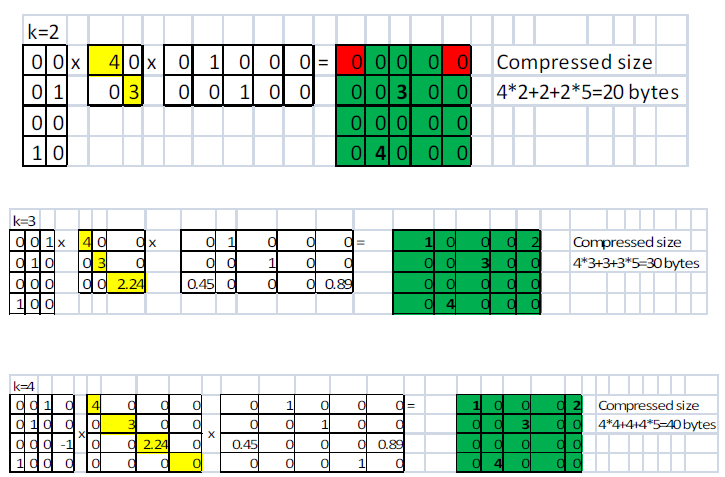 k=2
0 0 x 4 0 x 0 1 0 0 0 = 0 0 0 0 0 Compressed size
0 1 0 3 0 0 1 0 0 0 0 3 0 0 4*2+2+2*5=20 bytes
0 0 0 0 0 0 0
1 0 0 4 0 0 0
k=3
0 0 1 x 4 0 0 x 0 1 0 0 0 = 1 0 0 0 2 Compressed size
0 1 0 0 3 0 0 0 1 0 0 0 0 3 0 0 4*3+3+3*5=30 bytes
0 0 0 0 0 2.24 0.45 0 0 0 0.89 0 0 0 0 0
1 0 0 0 4 0 0 0
k=4
0 0 1 0 4 0 0 0 0 1 0 0 0 = 1 0 0 0 2 Compressed size
0 1 0 0 x 0 3 0 0 x 0 0 1 0 0 0 0 3 0 0 4*4+4+4*5=40 bytes
0 0 0 -1 0 0 2.24 0 0.45 0 0 0 0.89 0 0 0 0 0
1 0 0 0 0 0 0 0 0 0 0 1 0 0 4 0 0 0